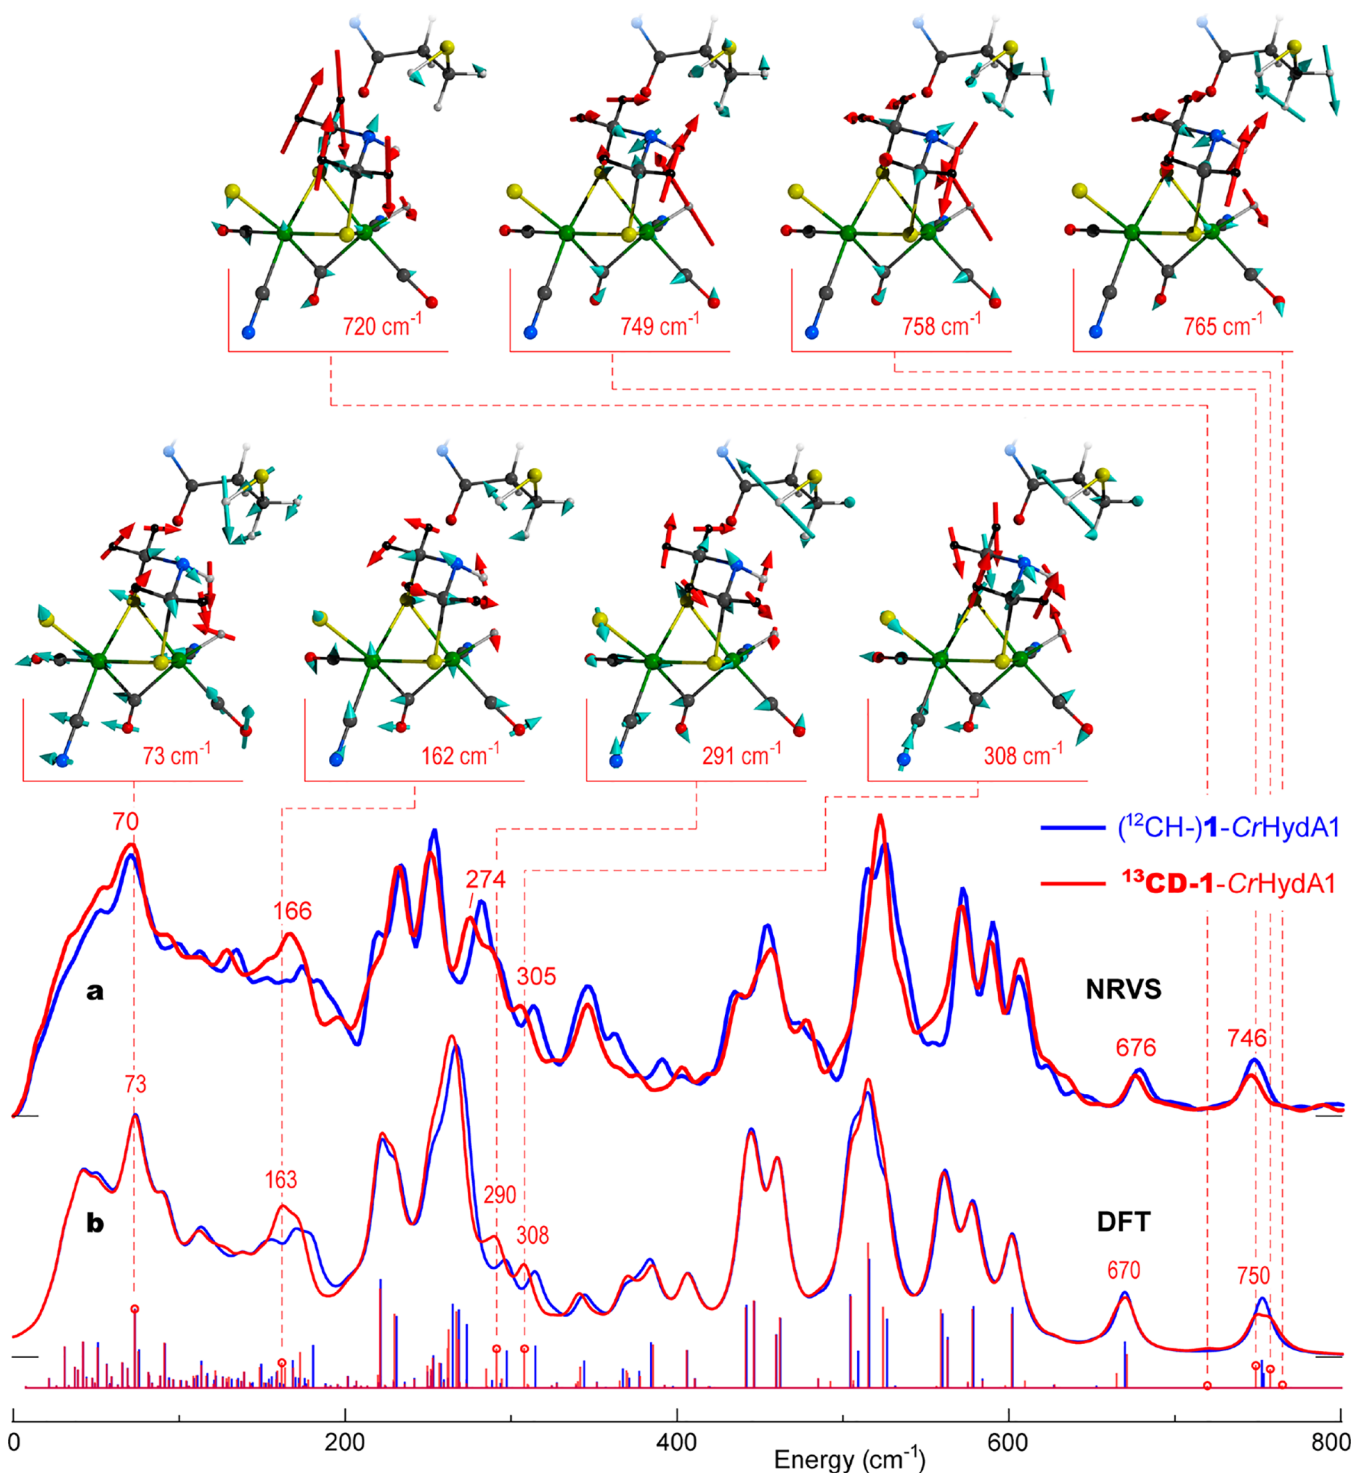 720 cm⁻¹
749 cm⁻¹
758 cm⁻¹
765 cm⁻¹
73 cm⁻¹
162 cm⁻¹
291 cm⁻¹
308 cm⁻¹
70
166
274
305
(¹²CH-)1-CrHydA1
¹³CD-1-CrHydA1
a
NRVS
676
746
73
163
290
308
b
DFT
670
750
0
200
400
600
800
Energy (cm⁻¹)